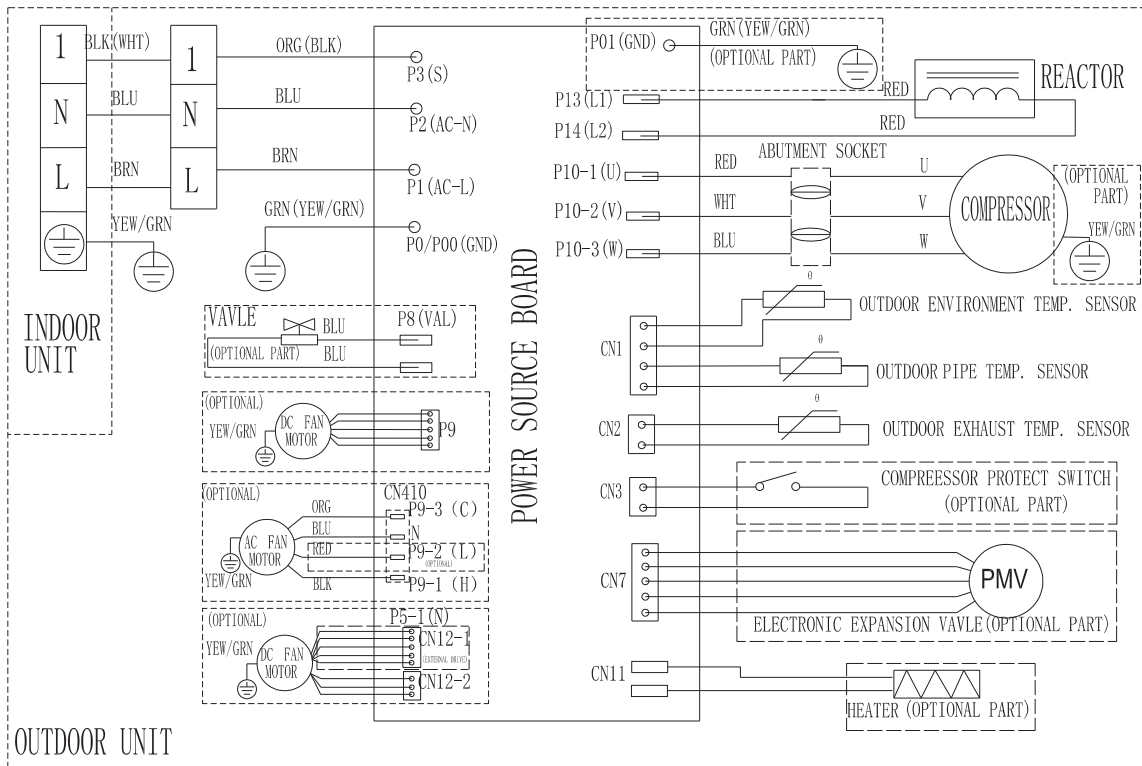 1
BLK(WHT)
1
ORG(BLK)
P3(S)
N
BLU
N
BLU
P2(AC-N)
L
BRN
L
BRN
P1(AC-L)
YEW/GRN
GRN(YEW/GRN)
P0/P00(GND)
INDOOR
UNIT
POWER SOURCE BOARD
P01(GND)
GRN(YEW/GRN)
(OPTIONAL PART)
P13(L1)
RED
REACTOR
P14(L2)
RED
ABUTMENT SOCKET
P10-1(U)
RED
U
P10-2(V)
WHT
V
P10-3(W)
BLU
W
COMPRESSOR
(OPTIONAL
PART)
YEW/GRN
VAVLE
BLU
P8(VAL)
(OPTIONAL PART)
BLU
(OPTIONAL)
YEW/GRN
DC FAN
MOTOR
P9
(OPTIONAL)
CN410
ORG
P9-3 (C)
BLU
N
RED
P9-2 (L)
(OPTIONAL)
BLK
P9-1 (H)
AC FAN
MOTOR
YEW/GRN
(OPTIONAL)
P5-1(N)
YEW/GRN
DC FAN
MOTOR
CN12-1
(EXTERNAL DRIVE)
CN12-2
CN1
θ
OUTDOOR ENVIRONMENT TEMP. SENSOR
θ
OUTDOOR PIPE TEMP. SENSOR
CN2
θ
OUTDOOR EXHAUST TEMP. SENSOR
CN3
COMPREESSOR PROTECT SWITCH
(OPTIONAL PART)
CN7
PMV
ELECTRONIC EXPANSION VAVLE(OPTIONAL PART)
CN11
HEATER(OPTIONAL PART)
OUTDOOR UNIT